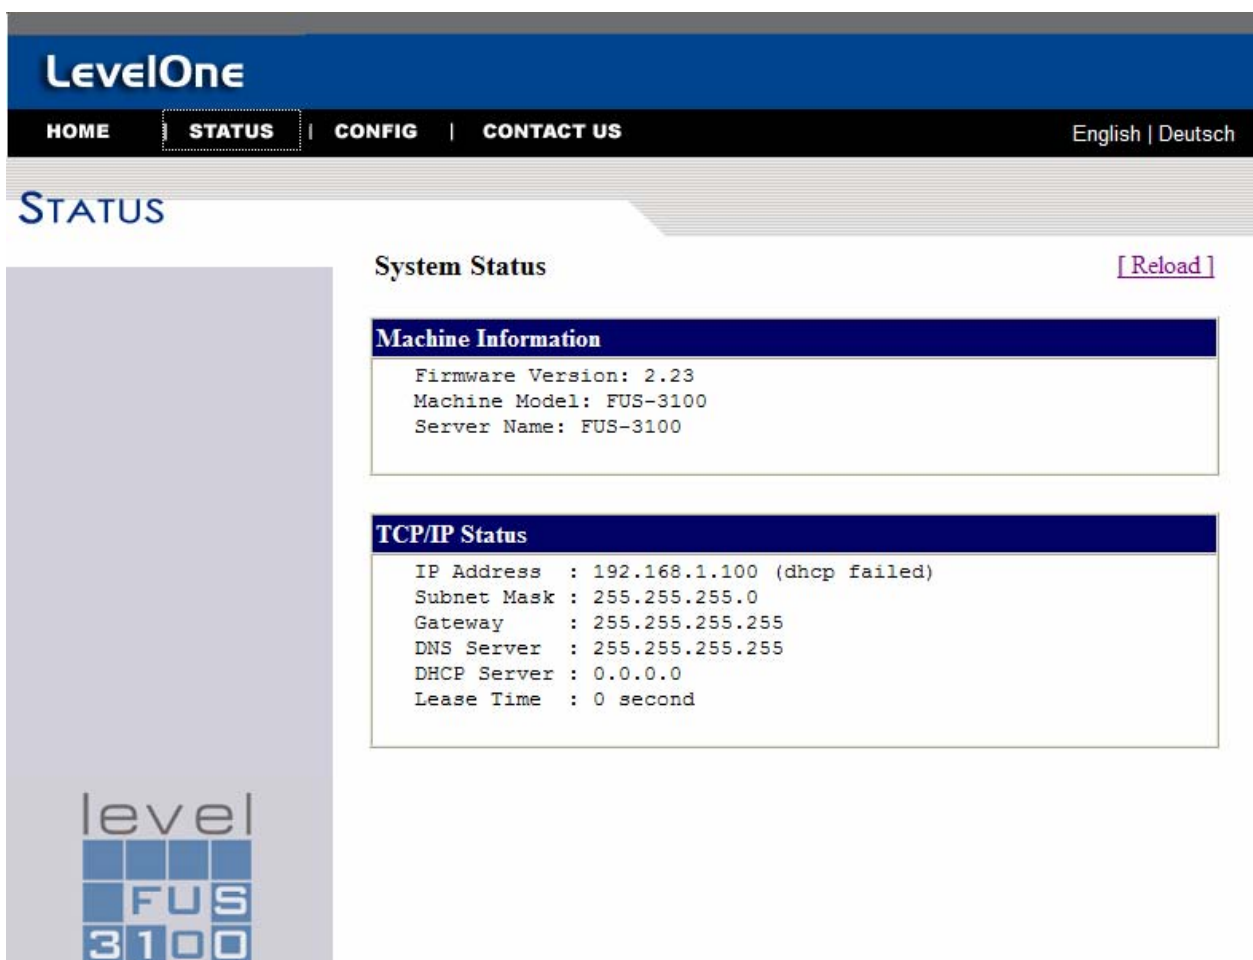 LevelOne
HOME | STATUS | CONFIG | CONTACT US English | Deutsch
STATUS
System Status [ Reload ]
Machine Information
Firmware Version: 2.23
Machine Model: FUS-3100
Server Name: FUS-3100
TCP/IP Status
IP Address : 192.168.1.100 (dhcp failed)
Subnet Mask : 255.255.255.0
Gateway : 255.255.255.255
DNS Server : 255.255.255.255
DHCP Server : 0.0.0.0
Lease Time : 0 second
level
FUS
3100